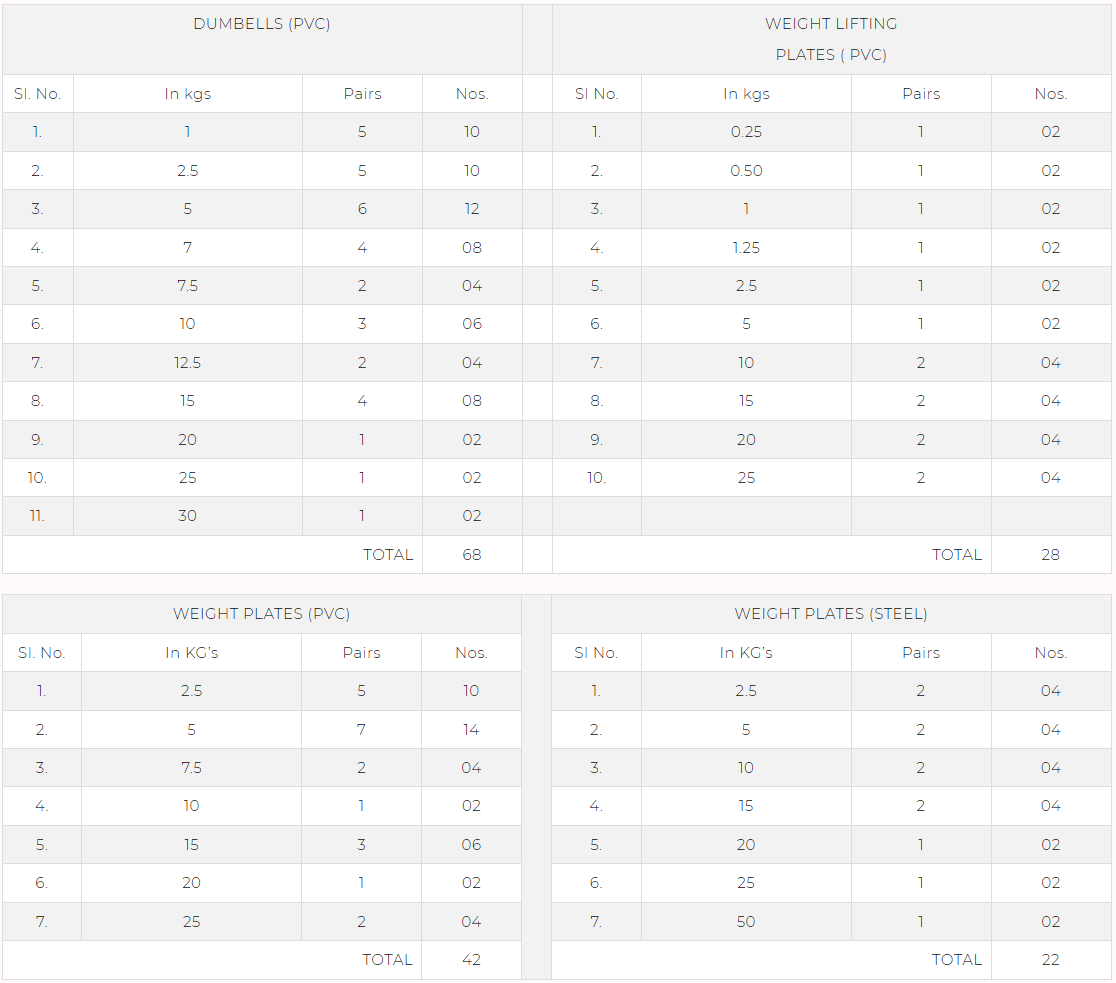 DUMBELLS (PVC) WEIGHT LIFTING
PLATES ( PVC)
Sl. No. In kgs Pairs Nos. Sl No. In kgs Pairs Nos.
1. 1 5 10 1. 0.25 1 02
2. 2.5 5 10 2. 0.50 1 02
3. 5 6 12 3. 1 1 02
4. 7 4 08 4. 1.25 1 02
5. 7.5 2 04 5. 2.5 1 02
6. 10 3 06 6. 5 1 02
7. 12.5 2 04 7. 10 2 04
8. 15 4 08 8. 15 2 04
9. 20 1 02 9. 20 2 04
10. 25 1 02 10. 25 2 04
11. 30 1 02
TOTAL 68 TOTAL 28
WEIGHT PLATES (PVC) WEIGHT PLATES (STEEL)
Sl. No. In KG’s Pairs Nos. Sl No. In KG’s Pairs Nos.
1. 2.5 5 10 1. 2.5 2 04
2. 5 7 14 2. 5 2 04
3. 7.5 2 04 3. 10 2 04
4. 10 1 02 4. 15 2 04
5. 15 3 06 5. 20 1 02
6. 20 1 02 6. 25 1 02
7. 25 2 04 7. 50 1 02
TOTAL 42 TOTAL 22